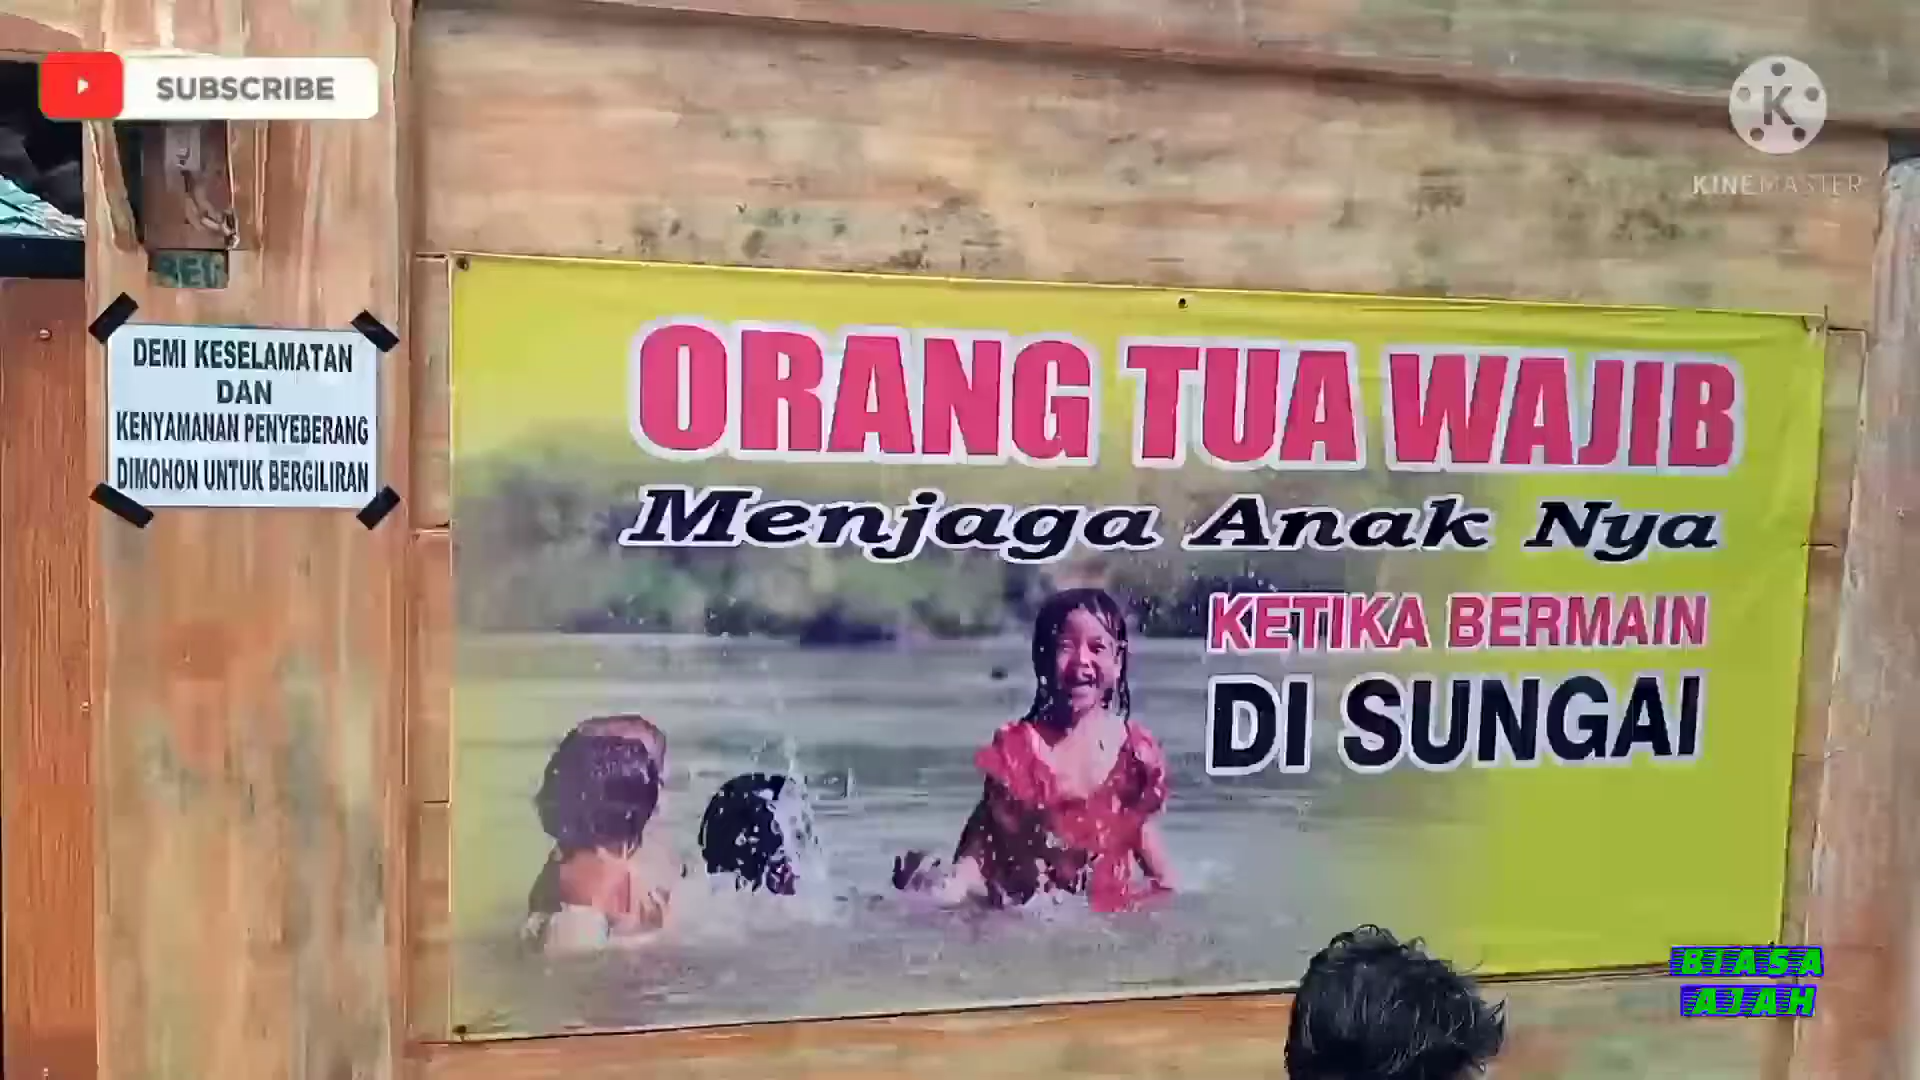 SUBSCRIBE
K
KINEMASTER
DEMI KESELAMATAN
DAN
KENYAMANAN PENYEBERANG
DIMOHON UNTUK BERGILIRAN
ORANG TUA WAJIB
Menjaga Anak Nya
KETIKA BERMAIN
DI SUNGAI
BIASA
AJAH